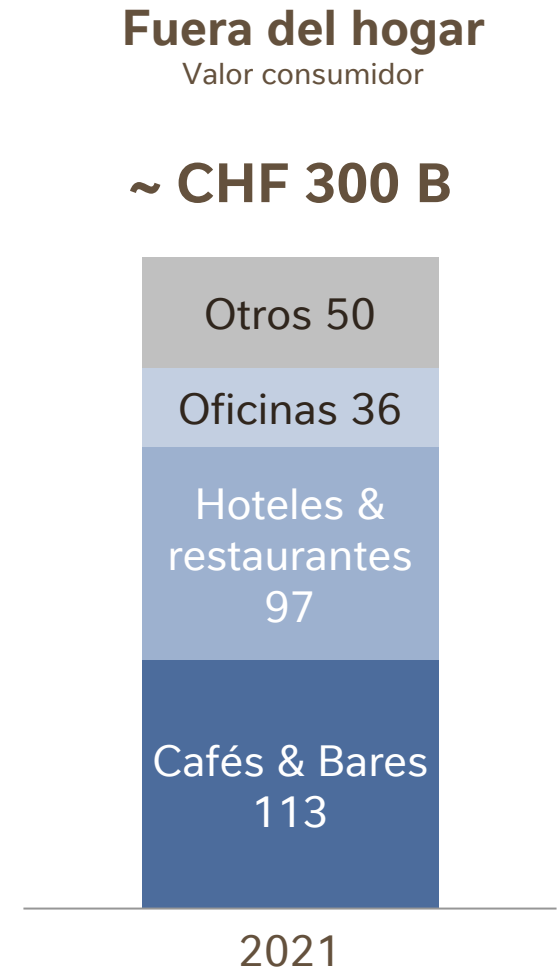 Fuera del hogar
Valor consumidor
~ CHF 300 B
Otros 50
Oficinas 36
Hoteles &
restaurantes
97
Cafés & Bares
113
2021